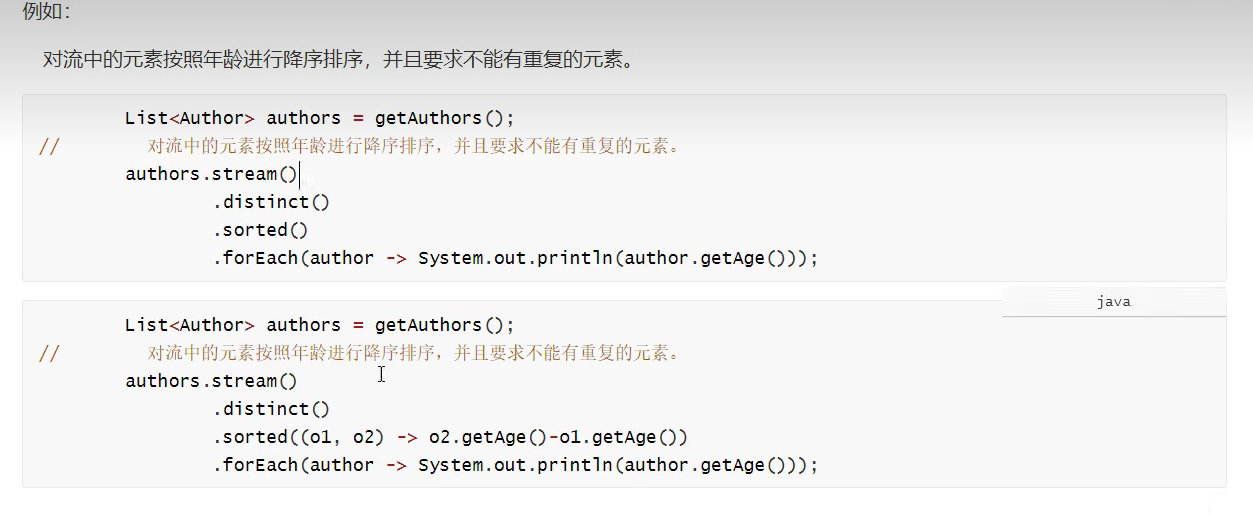 例如：
对流中的元素按照年龄进行降序排序，并且要求不能有重复的元素。
List<Author> authors = getAuthors();
// 对流中的元素按照年龄进行降序排序，并且要求不能有重复的元素。
authors.stream()
.distinct()
.sorted()
.forEach(author -> System.out.println(author.getAge()));
java
List<Author> authors = getAuthors();
// 对流中的元素按照年龄进行降序排序，并且要求不能有重复的元素。
authors.stream()
.distinct()
.sorted((o1, o2) -> o2.getAge()-o1.getAge())
.forEach(author -> System.out.println(author.getAge()));